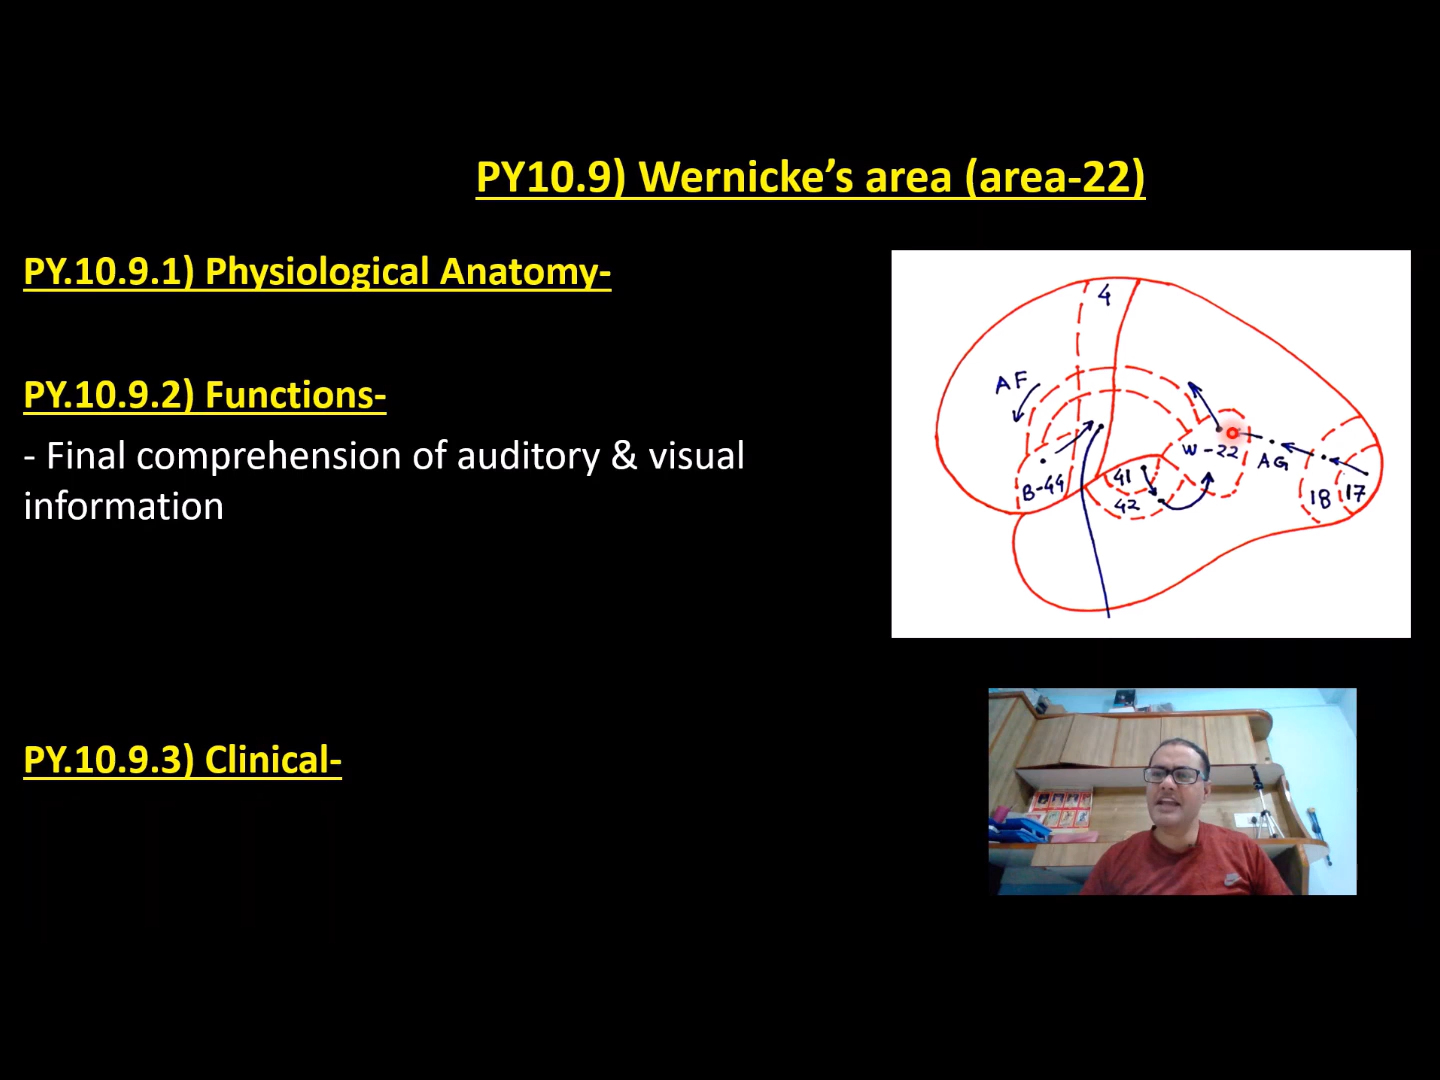 PY10.9) Wernicke’s area (area-22)
PY.10.9.1) Physiological Anatomy-
PY.10.9.2) Functions-
- Final comprehension of auditory & visual
information
PY.10.9.3) Clinical-
4
AF
W-22
AG
B-44
41
42
18
17